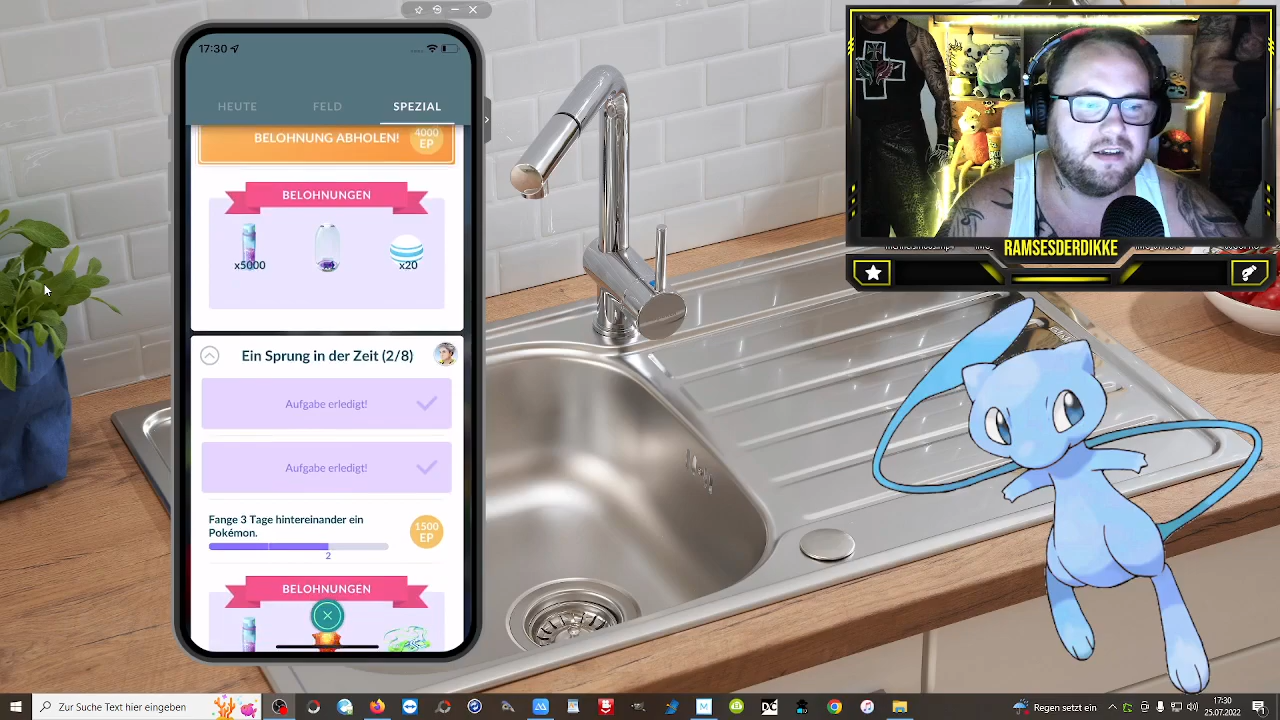 17:30
HEUTE
FELD
SPEZIAL
BELOHNUNG ABHOLEN!
4000
EP
BELOHNUNGEN
x5000
x20
Ein Sprung in der Zeit (2/8)
Aufgabe erledigt!
Aufgabe erledigt!
Fange 3 Tage hintereinander ein
Pokémon.
1500
EP
2
BELOHNUNGEN
RAMSESDERDIKKE
Zur Suche Text hier eingeben
Regen setzt ein
17:30
25.07.2022